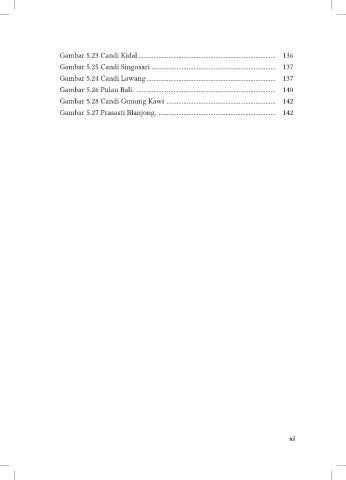 Gambar 5.23 Candi Kidal ........ 136
Gambar 5.25 Candi Singosari ........ 137
Gambar 5.24 Candi Lawang ........ 137
Gambar 5.26 Pulau Bali. ........ 140
Gambar 5.28 Candi Gunung Kawi ........ 142
Gambar 5.27 Prasasti Blanjong. ........ 142
xi